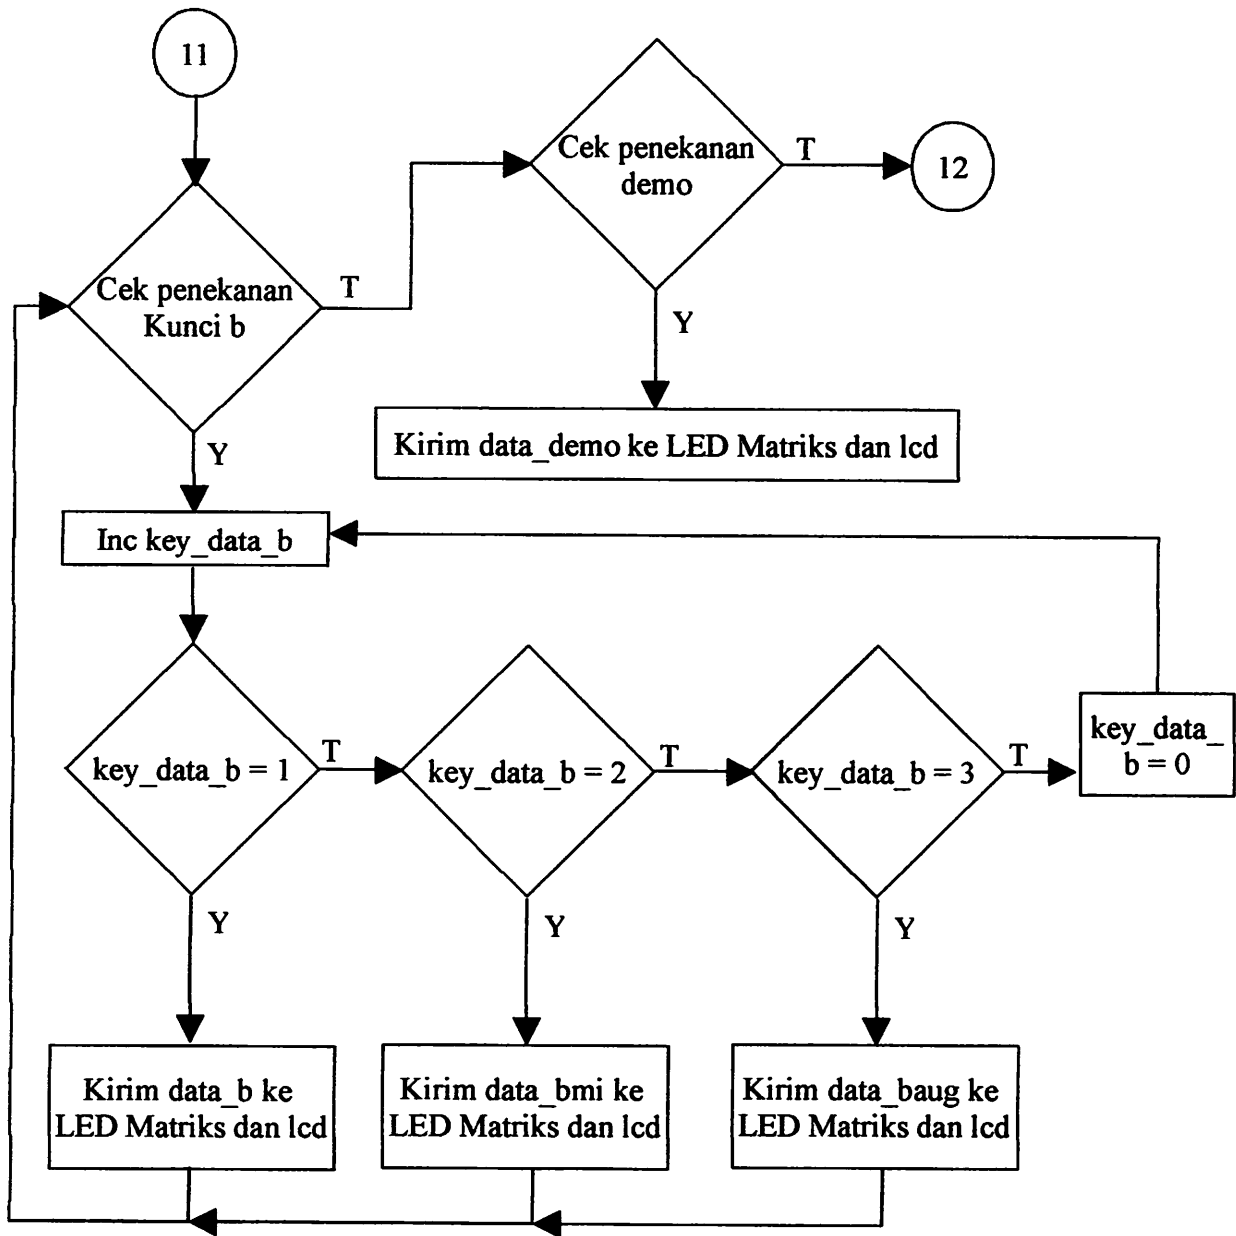 11
Cek penekanan
demo
T
12
Cek penekanan
Kunci b
T
Y
Y
Kirim data_demo ke LED Matriks dan lcd
Inc key_data_b
key_data_b = 1
T
key_data_b = 2
T
key_data_b = 3
T
key_data_
b = 0
Y
Y
Y
Kirim data_b ke
LED Matriks dan lcd
Kirim data_bmi ke
LED Matriks dan lcd
Kirim data_baug ke
LED Matriks dan lcd